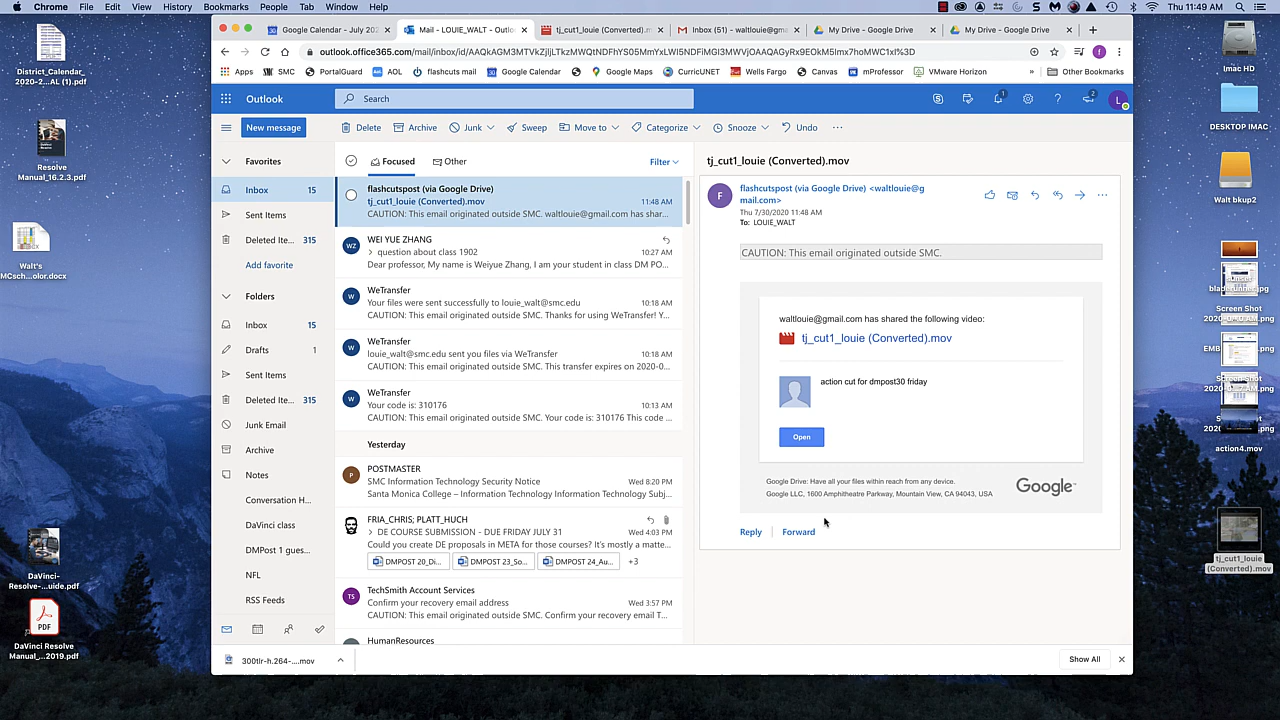 Chrome File Edit View History Bookmarks People Tab Window Help Thu 11:49 AM
Google Calendar - July 202 Mail - LOUIE_WALT - Outlo tj_cut1_louie (Converted).m Inbox (51) - waltlouie@gm My Drive - Google Drive My Drive - Google Drive
outlook.office365.com/mail/inbox/id/AAQkAGM3MTVkZjljLTkzMWQtNDFhYS05MmYxLWI5NDFiMGI3MWYjOAAQAGyRx9EOkM5Imx7hoMWC1xI%3D
Apps SMC PortalGuard AOL flashcuts mail Google Calendar Google Maps CurricUNET Wells Fargo Canvas mProfessor VMware Horizon » Other Bookmarks
Outlook Search
New message Delete Archive Junk Sweep Move to Categorize Snooze Undo
Favorites
Inbox 15
Sent Items
Deleted Ite... 315
Add favorite
Folders
Inbox 15
Drafts 1
Sent Items
Deleted Ite... 315
Junk Email
Archive
Notes
Conversation H...
DaVinci class
DMPost 1 gues...
NFL
RSS Feeds
Focused Other Filter
flashcutspost (via Google Drive)
tj_cut1_louie (Converted).mov 11:48 AM
CAUTION: This email originated outside SMC. waltlouie@gmail.com has shar...
WZ
WEI YUE ZHANG
question about class 1902 10:27 AM
Dear professor, My name is Weiyue Zhang, I am your student in class DM PO...
W
WeTransfer
Your files were sent successfully to louie_walt@smc.edu 10:18 AM
CAUTION: This email originated outside SMC. Thanks for using WeTransfer! Y...
W
WeTransfer
louie_walt@smc.edu sent you files via WeTransfer 10:18 AM
CAUTION: This email originated outside SMC. This transfer expires on 2020-0...
W
WeTransfer
Your code is: 310176 10:13 AM
CAUTION: This email originated outside SMC. Your code is: 310176 This code ...
Yesterday
P
POSTMASTER
SMC Information Technology Security Notice Wed 8:20 PM
Santa Monica College – Information Technology Information Technology Subj...
FRIA_CHRIS; PLATT_HUCH
DE COURSE SUBMISSION - DUE FRIDAY JULY 31 Wed 4:03 PM
Could you create DE proposals in META for those courses? It's mostly a matte...
DMPOST 20_Di... DMPOST 23_So... DMPOST 24_Au... +3
TS
TechSmith Account Services
Confirm your recovery email address Wed 3:57 PM
CAUTION: This email originated outside SMC. Confirm your recovery email T...
HumanResources
tj_cut1_louie (Converted).mov
F
flashcutspost (via Google Drive) <waltlouie@g
mail.com>
Thu 7/30/2020 11:48 AM
To: LOUIE_WALT
CAUTION: This email originated outside SMC.
waltlouie@gmail.com has shared the following video:
tj_cut1_louie (Converted).mov
action cut for dmpost30 friday
Open
Google Drive: Have all your files within reach from any device.
Google LLC, 1600 Amphitheatre Parkway, Mountain View, CA 94043, USA
Google
Reply Forward
300tlr-h.264-....mov
Show All
District_Calendar_
2020-2...AL (1).pdf
Resolve
Manual_16.2.3.pdf
Walt's
MCsch...olor.docx
DaVinci-
Resolve-...uide.pdf
PDF
DaVinci Resolve
Manual_...2019.pdf
Imac HD
DESKTOP IMAC
Walt bkup2
Screen Shot
action4.mov
tj_cut1_louie
(Converted).mov